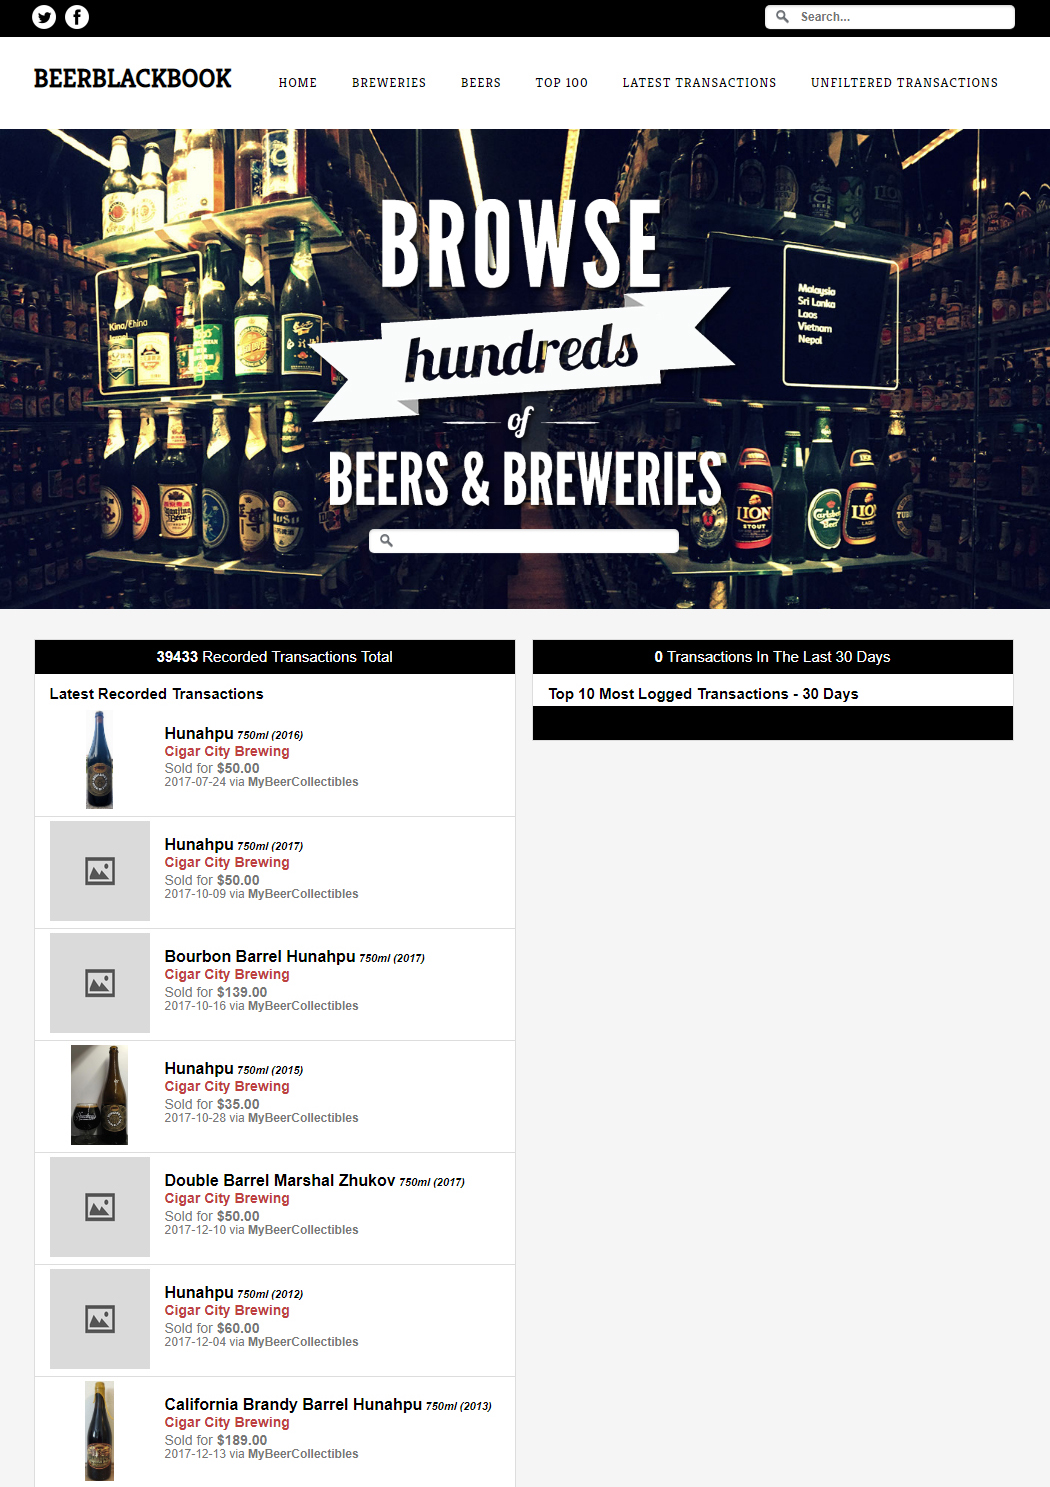 Search...
BEERBLACKBOOK
HOME BREWERIES BEERS TOP 100 LATEST TRANSACTIONS UNFILTERED TRANSACTIONS
BROWSE
hundreds
of
BEERS & BREWERIES
Kina/China
Malaysia
Sri Lanka
Laos
Vietnam
Nepal
LION
STOUT
Carlsberg
Beer
LION
LAGER
39433 Recorded Transactions Total
Latest Recorded Transactions
Hunahpu 750ml (2016)
Cigar City Brewing
Sold for $50.00
2017-07-24 via MyBeerCollectibles
Hunahpu 750ml (2017)
Cigar City Brewing
Sold for $50.00
2017-10-09 via MyBeerCollectibles
Bourbon Barrel Hunahpu 750ml (2017)
Cigar City Brewing
Sold for $139.00
2017-10-16 via MyBeerCollectibles
Hunahpu 750ml (2015)
Cigar City Brewing
Sold for $35.00
2017-10-28 via MyBeerCollectibles
Double Barrel Marshal Zhukov 750ml (2017)
Cigar City Brewing
Sold for $50.00
2017-12-10 via MyBeerCollectibles
Hunahpu 750ml (2012)
Cigar City Brewing
Sold for $60.00
2017-12-04 via MyBeerCollectibles
California Brandy Barrel Hunahpu 750ml (2013)
Cigar City Brewing
Sold for $189.00
2017-12-13 via MyBeerCollectibles
0 Transactions In The Last 30 Days
Top 10 Most Logged Transactions - 30 Days